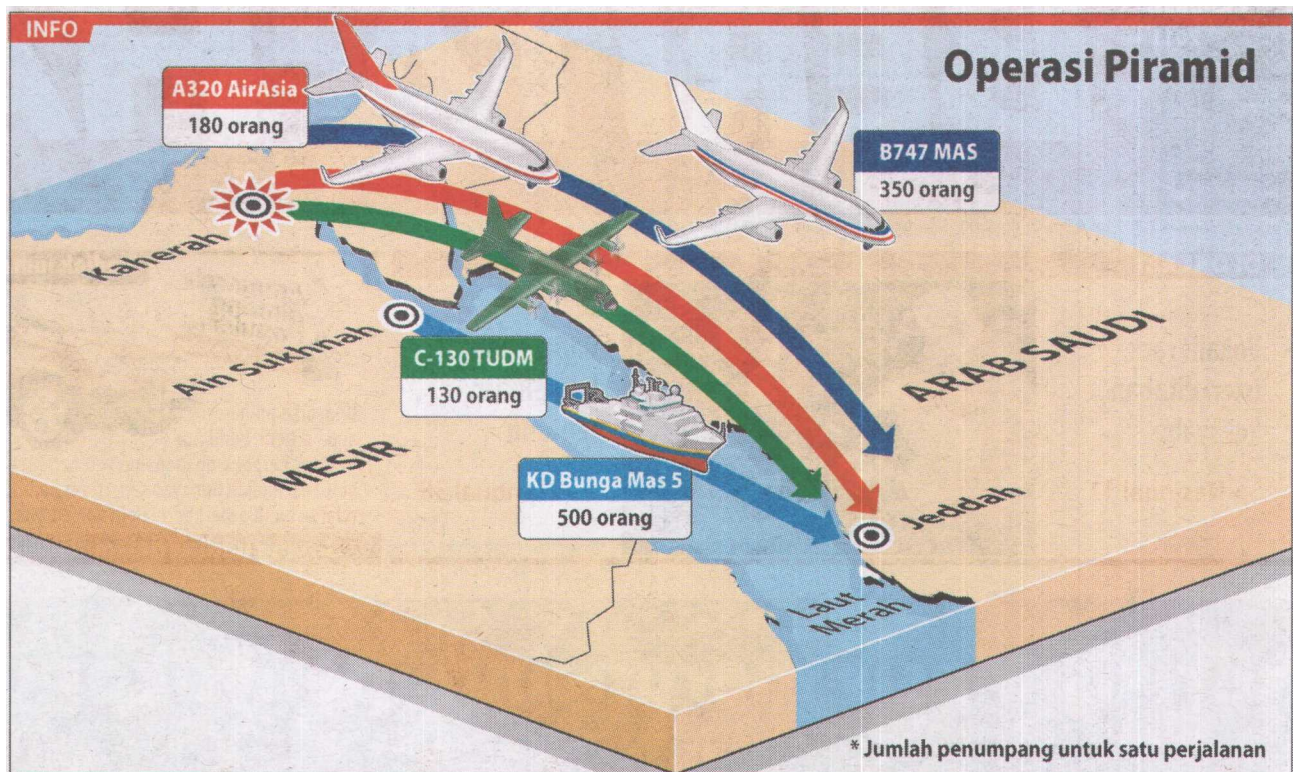 INFO
Operasi Piramid
A320 AirAsia
180 orang
B747 MAS
350 orang
Kaherah
Ain Sukhnah
C-130 TUDM
130 orang
ARAB SAUDI
MESIR
KD Bunga Mas 5
500 orang
Jeddah
Laut
Merah
* Jumlah penumpang untuk satu perjalanan